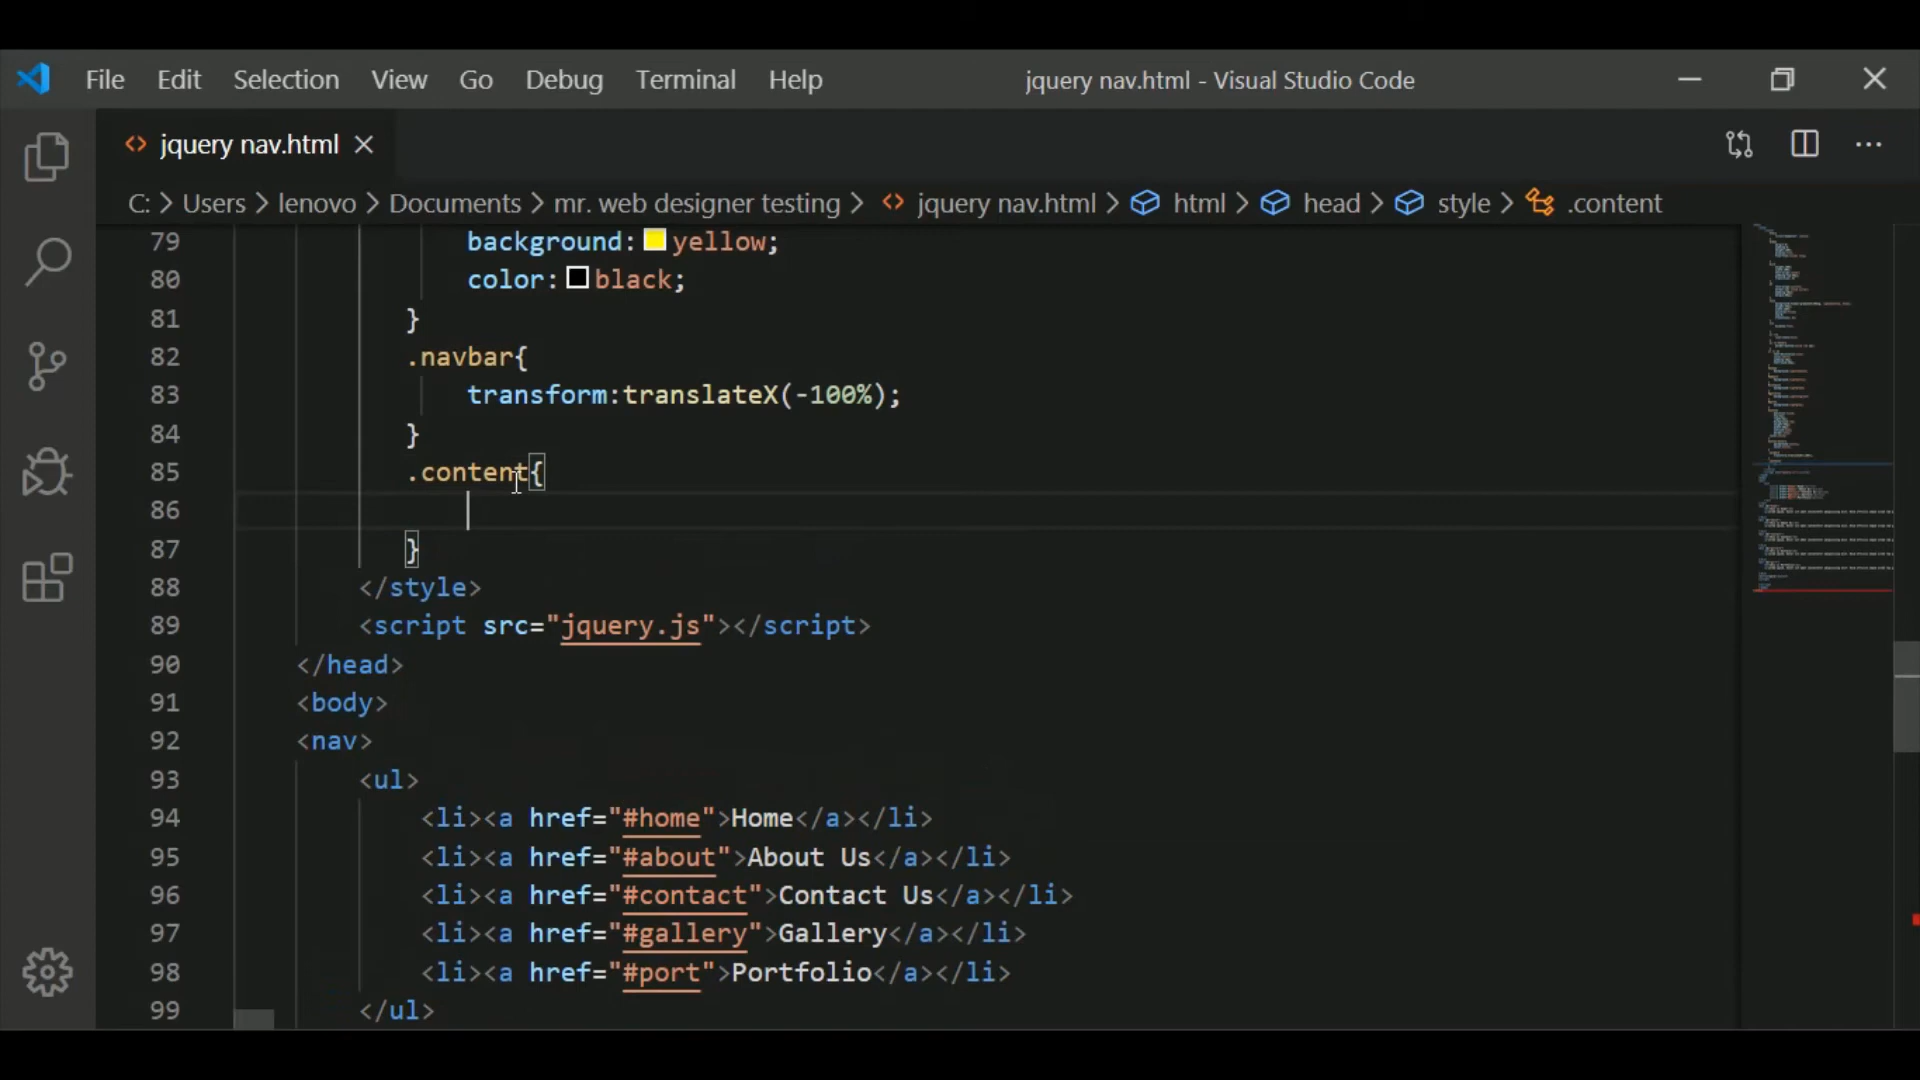 File Edit Selection View Go Debug Terminal Help jquery nav.html - Visual Studio Code
jquery nav.html
C: > Users > lenovo > Documents > mr. web designer testing > jquery nav.html > html > head > style > .content
79 background: yellow;
80 color: black;
81 }
82 .navbar{
83 transform:translateX(-100%);
84 }
85 .content{
86
87 }
88 </style>
89 <script src="jquery.js"></script>
90 </head>
91 <body>
92 <nav>
93 <ul>
94 <li><a href="#home">Home</a></li>
95 <li><a href="#about">About Us</a></li>
96 <li><a href="#contact">Contact Us</a></li>
97 <li><a href="#gallery">Gallery</a></li>
98 <li><a href="#port">Portfolio</a></li>
99 </ul>